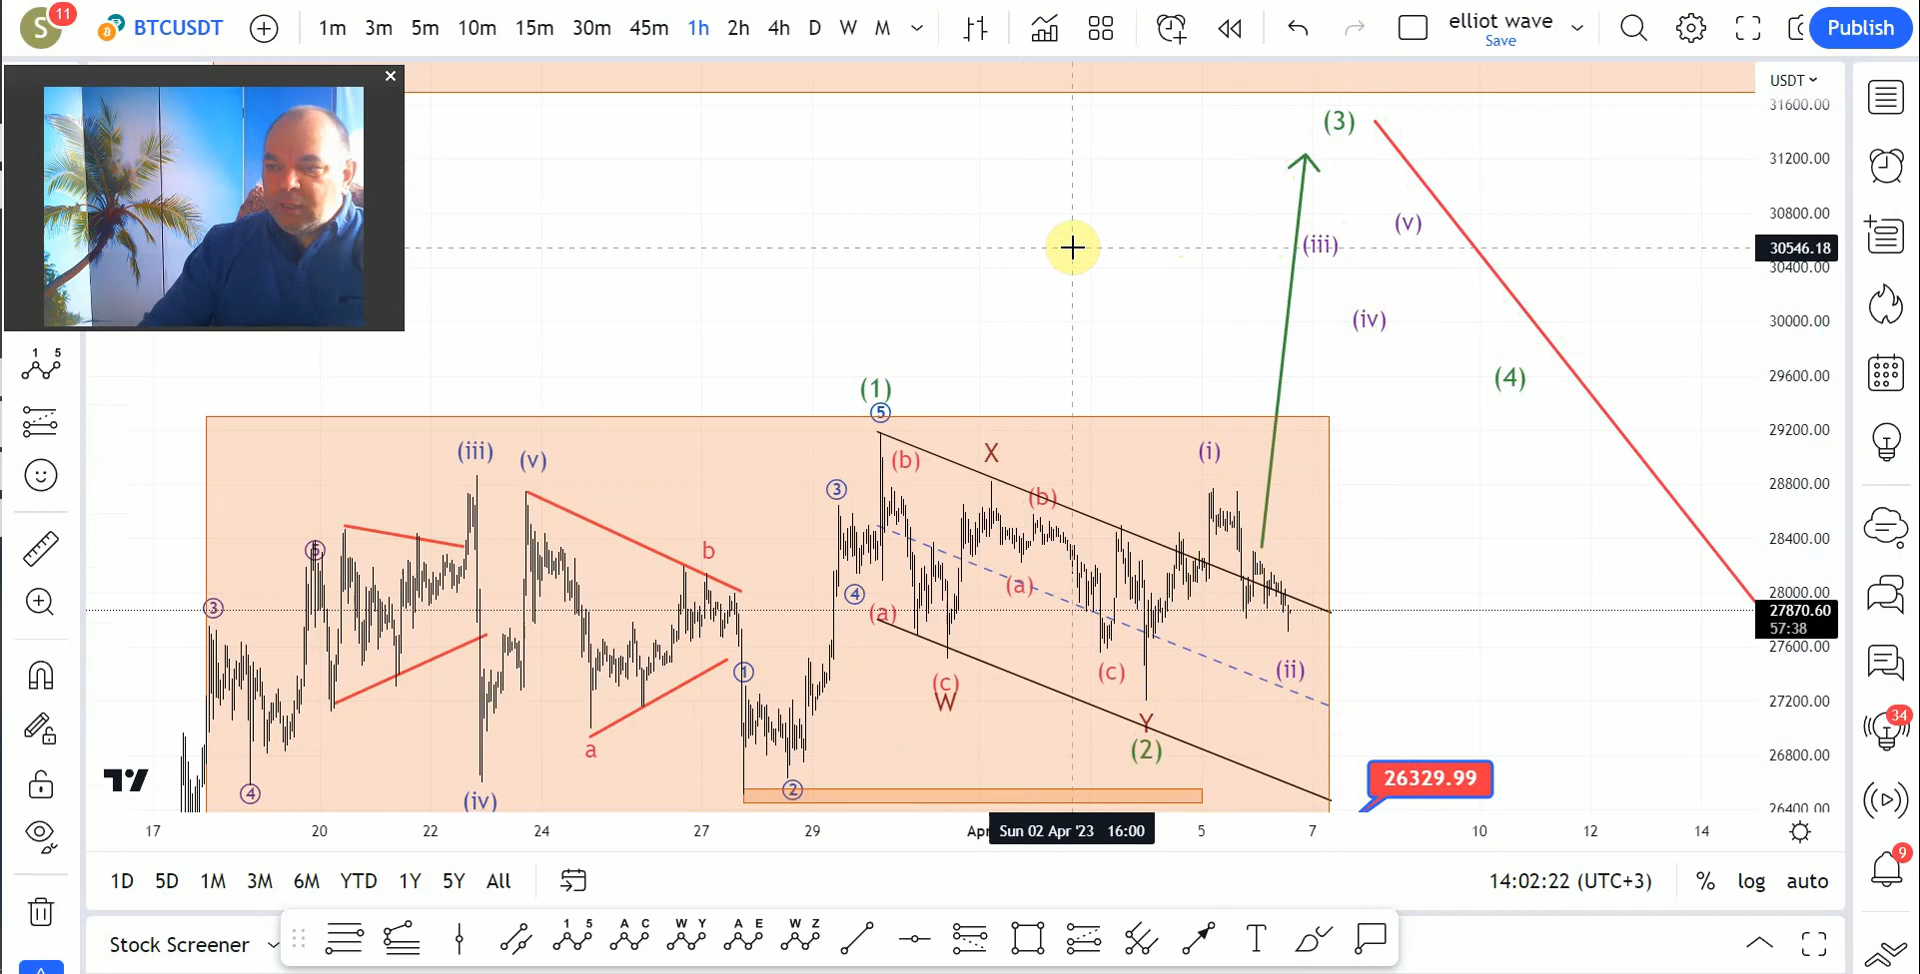 S 11 BTCUSDT 1m 3m 5m 10m 15m 30m 45m 1h 2h 4h D W M elliot wave Publish
Save
USDT
31600.00
(3)
31200.00
30800.00
(v)
(iii)
30546.18
30400.00
(iv)
30000.00
1 5
(4)
29600.00
(1)
⑤
29200.00
(iii) (v) (b) X (i)
28800.00
③ (b)
28400.00
⑤ b
28000.00
③ ④ (a) (a)
27870.60
57:38
27600.00
① (c) (c) (ii)
W
27200.00
Y
34
a (2)
26800.00
26329.99
④ (iv) ②
26400.00
17 20 22 24 27 29 Apr Sun 02 Apr '23 16:00 5 7 10 12 14
9
1D 5D 1M 3M 6M YTD 1Y 5Y All 14:02:22 (UTC+3) % log auto
1 5 A C W Y A E W Z T
Stock Screener